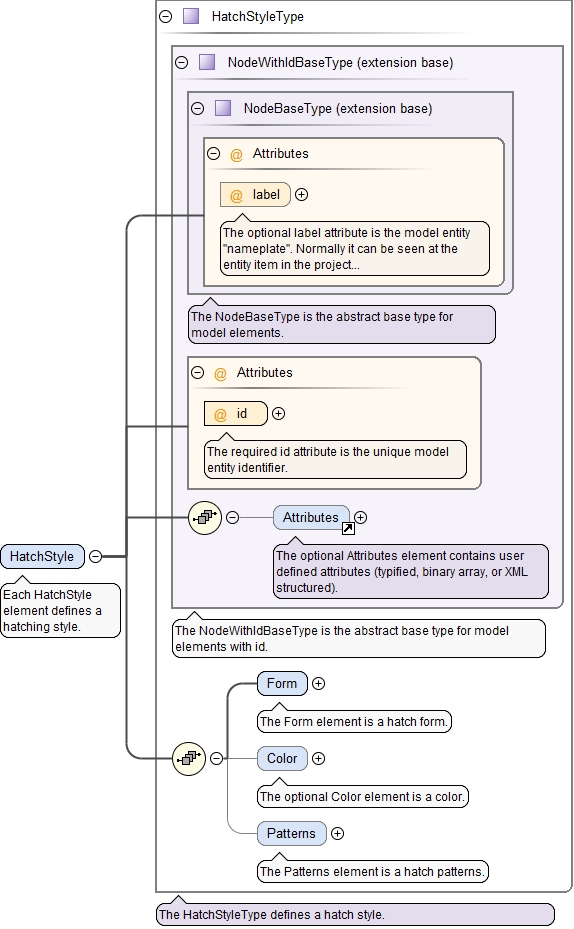 HatchStyleType
NodeWithIdBaseType (extension base)
NodeBaseType (extension base)
@ Attributes
@ label
The optional label attribute is the model entity
"nameplate". Normally it can be seen at the
entity item in the project...
The NodeBaseType is the abstract base type for
model elements.
@ Attributes
@ id
The required id attribute is the unique model
entity identifier.
Attributes
The optional Attributes element contains user
defined attributes (typified, binary array, or XML
structured).
HatchStyle
Each HatchStyle
element defines a
hatching style.
The NodeWithIdBaseType is the abstract base type for model
elements with id.
Form
The Form element is a hatch form.
Color
The optional Color element is a color.
Patterns
The Patterns element is a hatch patterns.
The HatchStyleType defines a hatch style.